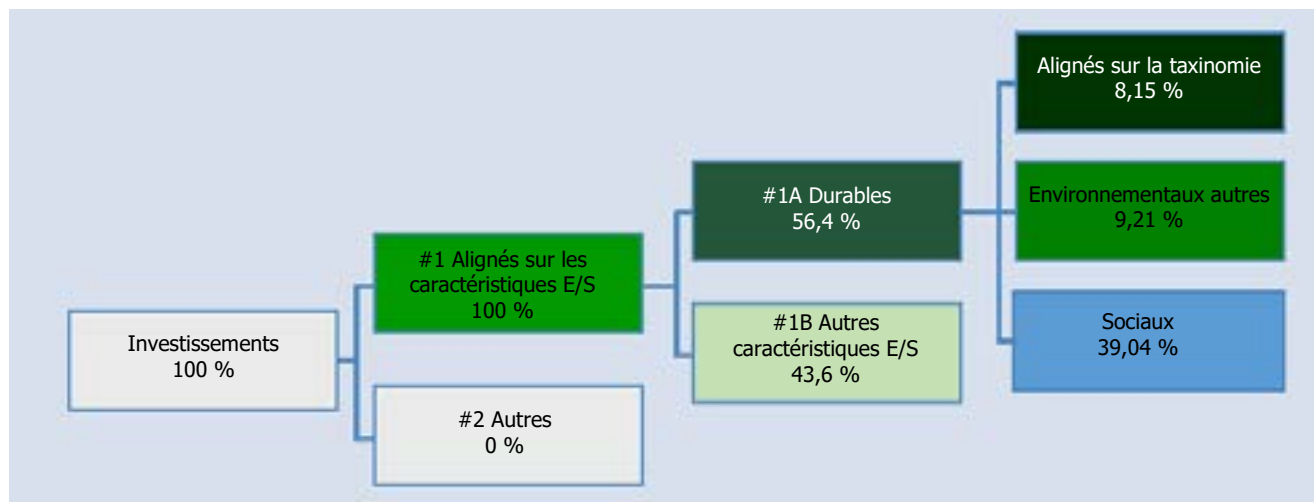 Investissements
100 %
#1 Alignés sur les
caractéristiques E/S
100 %
#2 Autres
0 %
#1A Durables
56,4 %
#1B Autres
caractéristiques E/S
43,6 %
Alignés sur la taxinomie
8,15 %
Environnementaux autres
9,21 %
Sociaux
39,04 %